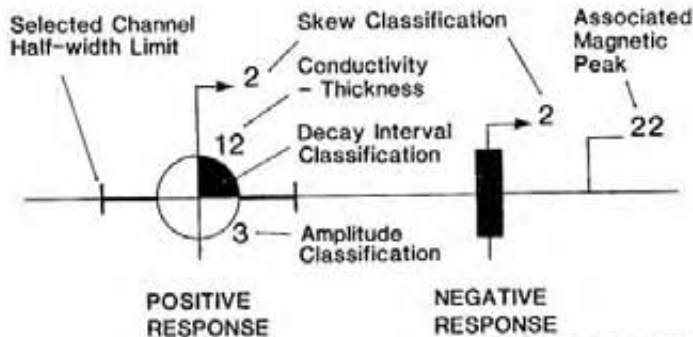 Selected Channel
Half-width Limit
2
Skew Classification
Conductivity
- Thickness
12
Decay Interval
Classification
3
Amplitude
Classification
2
Associated
Magnetic
Peak
22
POSITIVE
RESPONSE
NEGATIVE
RESPONSE